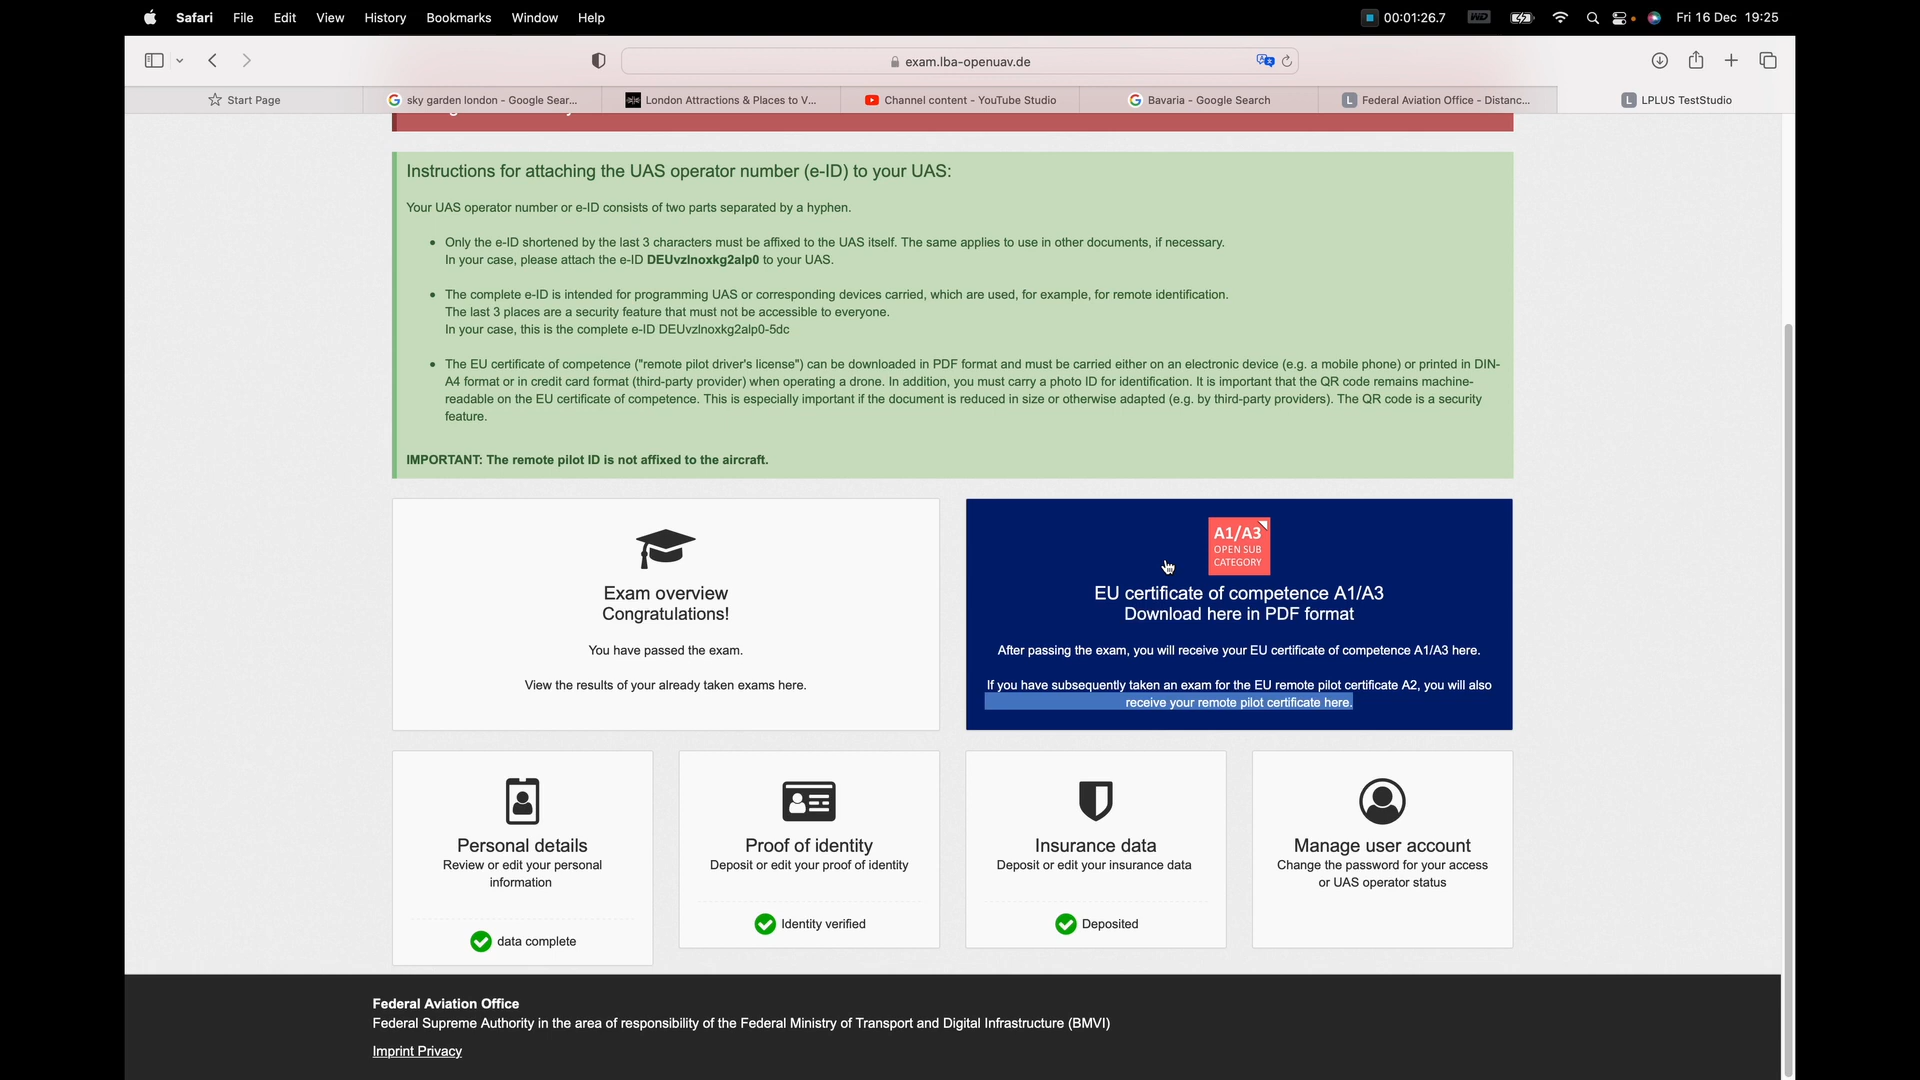 Safari File Edit View History Bookmarks Window Help
00:01:26.7
WD
Fri 16 Dec 19:25
exam.lba-openuav.de
Start Page
sky garden london - Google Sear...
London Attractions & Places to V...
Channel content - YouTube Studio
Bavaria - Google Search
L Federal Aviation Office - Distanc...
L LPLUS TestStudio
Instructions for attaching the UAS operator number (e-ID) to your UAS:
Your UAS operator number or e-ID consists of two parts separated by a hyphen.
• Only the e-ID shortened by the last 3 characters must be affixed to the UAS itself. The same applies to use in other documents, if necessary.
In your case, please attach the e-ID DEUvzlnoxkg2alp0 to your UAS.
• The complete e-ID is intended for programming UAS or corresponding devices carried, which are used, for example, for remote identification.
The last 3 places are a security feature that must not be accessible to everyone.
In your case, this is the complete e-ID DEUvzlnoxkg2alp0-5dc
• The EU certificate of competence ("remote pilot driver's license") can be downloaded in PDF format and must be carried either on an electronic device (e.g. a mobile phone) or printed in DIN-
A4 format or in credit card format (third-party provider) when operating a drone. In addition, you must carry a photo ID for identification. It is important that the QR code remains machine-
readable on the EU certificate of competence. This is especially important if the document is reduced in size or otherwise adapted (e.g. by third-party providers). The QR code is a security
feature.
IMPORTANT: The remote pilot ID is not affixed to the aircraft.
Exam overview
Congratulations!
You have passed the exam.
View the results of your already taken exams here.
A1/A3
OPEN SUB
CATEGORY
EU certificate of competence A1/A3
Download here in PDF format
After passing the exam, you will receive your EU certificate of competence A1/A3 here.
If you have subsequently taken an exam for the EU remote pilot certificate A2, you will also
receive your remote pilot certificate here.
Personal details
Review or edit your personal
information
data complete
Proof of identity
Deposit or edit your proof of identity
Identity verified
Insurance data
Deposit or edit your insurance data
Deposited
Manage user account
Change the password for your access
or UAS operator status
Federal Aviation Office
Federal Supreme Authority in the area of responsibility of the Federal Ministry of Transport and Digital Infrastructure (BMVI)
Imprint Privacy